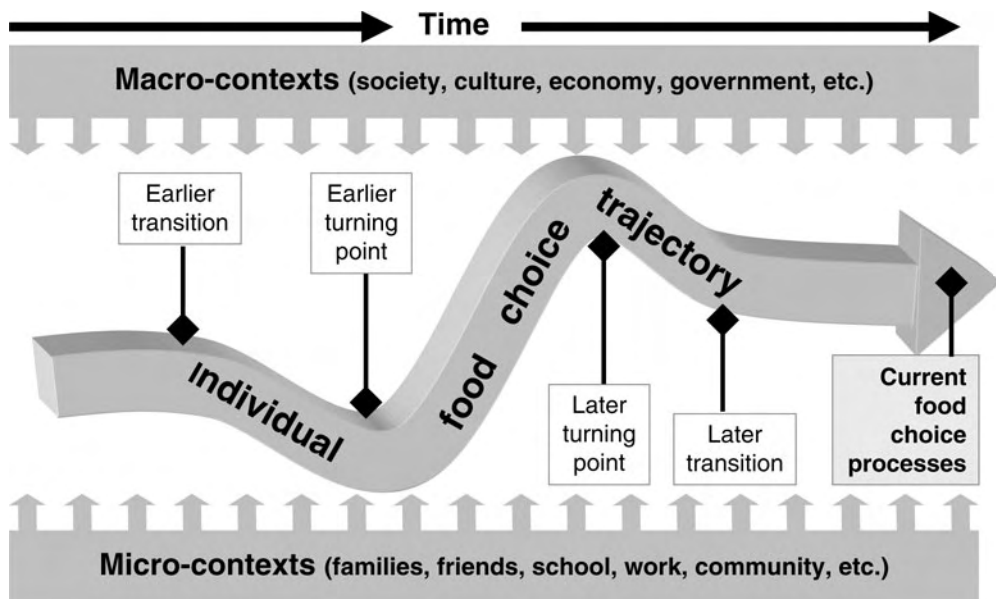 Time
Macro-contexts (society, culture, economy, government, etc.)
Earlier
transition
Earlier
turning
point
individual food choice trajectory
Later
turning
point
Later
transition
Current
food
choice
processes
Micro-contexts (families, friends, school, work, community, etc.)